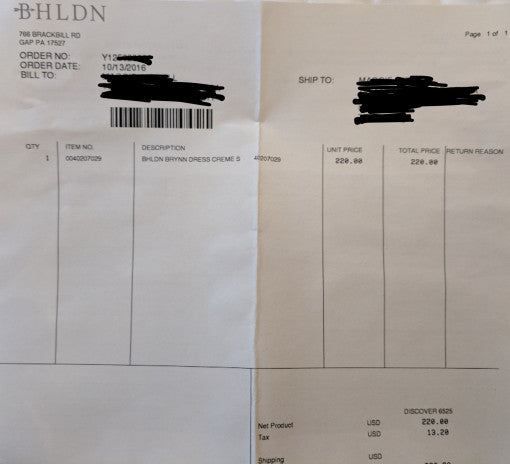 BHLDN
766 BRACKBILL RD
GAP PA 17527
Page 1 of 1
ORDER NO:
ORDER DATE: 10/13/2016
BILL TO:
SHIP TO:
QTY ITEM NO. DESCRIPTION UNIT PRICE TOTAL PRICE RETURN REASON
1 0040207029 BHLDN BRYNN DRESS CREME S 40207029 220.00 220.00
DISCOVER 6525
Net Product USD 220.00
Tax USD 13.20
Shipping USD